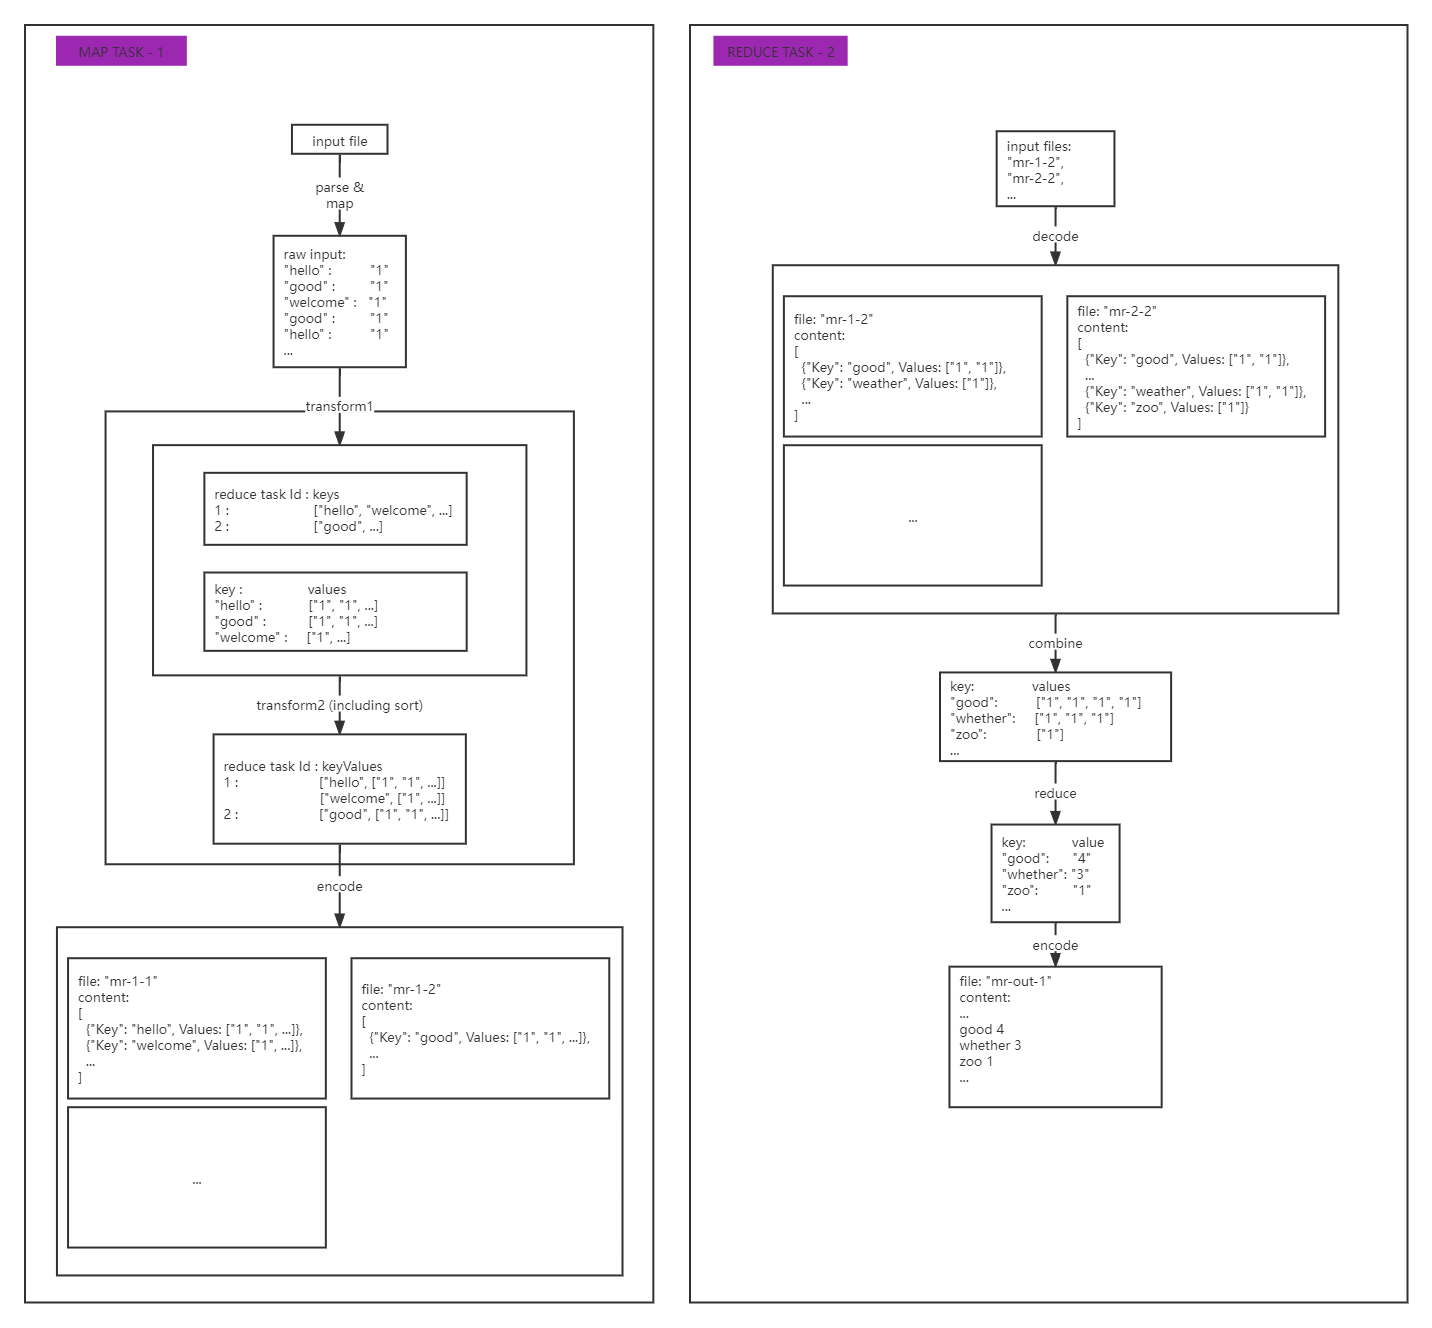 MAP TASK - 1
input file
parse &
map
raw input:
"hello" : "1"
"good" : "1"
"welcome" : "1"
"good" : "1"
"hello" : "1"
...
transform1
reduce task Id : keys
1 : ["hello", "welcome", ...]
2 : ["good", ...]
key : values
"hello" : ["1", "1", ...]
"good" : ["1", "1", ...]
"welcome" : ["1", ...]
transform2 (including sort)
reduce task Id : keyValues
1 : ["hello", ["1", "1", ...]]
["welcome", ["1", ...]]
2 : ["good", ["1", "1", ...]]
encode
file: "mr-1-1"
content:
[
{"Key": "hello", Values: ["1", "1", ...]},
{"Key": "welcome", Values: ["1", ...]},
...
]
file: "mr-1-2"
content:
[
{"Key": "good", Values: ["1", "1", ...]},
...
]
...
REDUCE TASK - 2
input files:
"mr-1-2",
"mr-2-2",
...
decode
file: "mr-1-2"
content:
[
{"Key": "good", Values: ["1", "1"]},
{"Key": "weather", Values: ["1"]},
...
]
file: "mr-2-2"
content:
[
{"Key": "good", Values: ["1", "1"]},
...
{"Key": "weather", Values: ["1", "1"]},
{"Key": "zoo", Values: ["1"]}
]
...
combine
key: values
"good": ["1", "1", "1", "1"]
"whether": ["1", "1", "1"]
"zoo": ["1"]
...
reduce
key: value
"good": "4"
"whether": "3"
"zoo": "1"
...
encode
file: "mr-out-1"
content:
...
good 4
whether 3
zoo 1
...